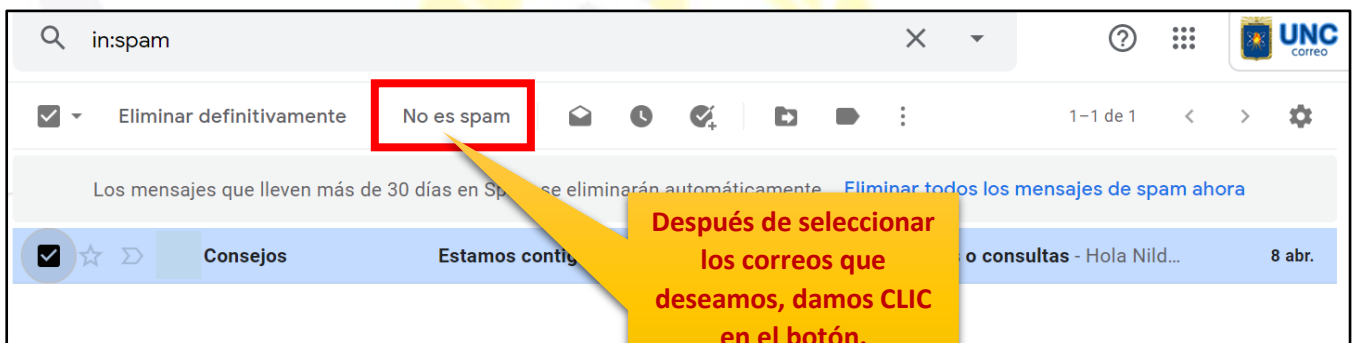 in:spam
UNC
correo
Eliminar definitivamente No es spam 1–1 de 1
Los mensajes que lleven más de 30 días en se eliminarán automáticamente. Eliminar todos los mensajes de spam ahora
Consejos Estamos o consultas - Hola Nild... 8 abr.
Después de seleccionar
los correos que
deseamos, damos CLIC
en el botón.